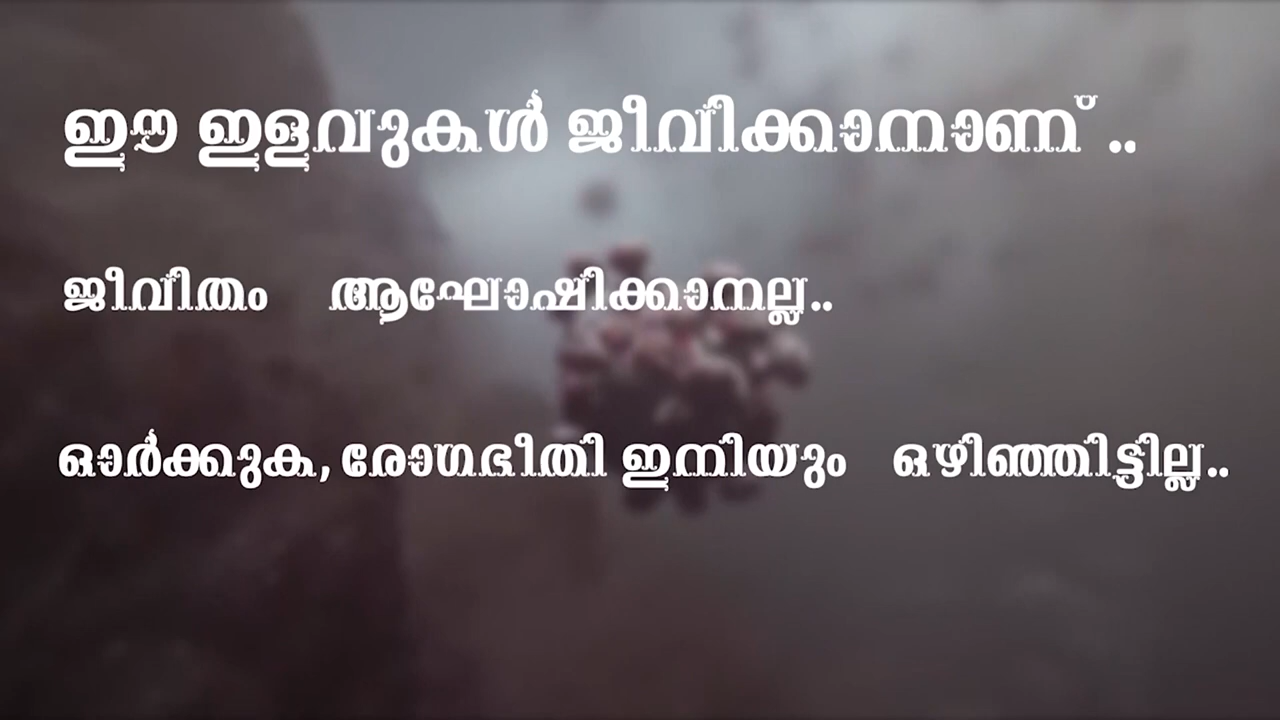 ഈ ഇളവുകൾ ജീവിക്കാനാണ് ..
ജീവിതം ആഘോഷിക്കാനല്ല..
ഓർക്കുക, രോഗഭീതി ഇനിയും ഒഴിഞ്ഞിട്ടില്ല..